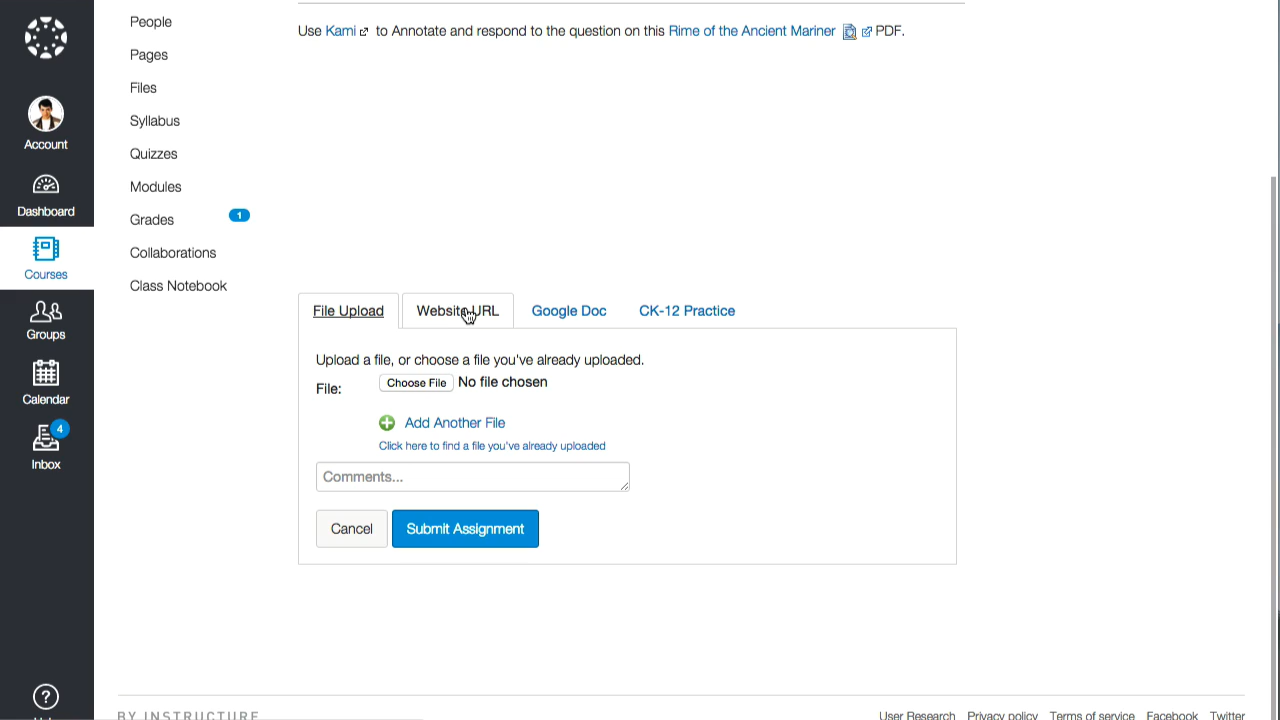 People
Pages
Files
Syllabus
Quizzes
Modules
Grades 1
Collaborations
Class Notebook
Account
Dashboard
Courses
Groups
Calendar
4
Inbox
?
Use Kami to Annotate and respond to the question on this Rime of the Ancient Mariner PDF.
File Upload Website URL Google Doc CK-12 Practice
Upload a file, or choose a file you've already uploaded.
File: Choose File No file chosen
Add Another File
Click here to find a file you've already uploaded
Comments...
Cancel Submit Assignment
BY INSTRUCTURE
User Research Privacy policy Terms of service Facebook Twitter